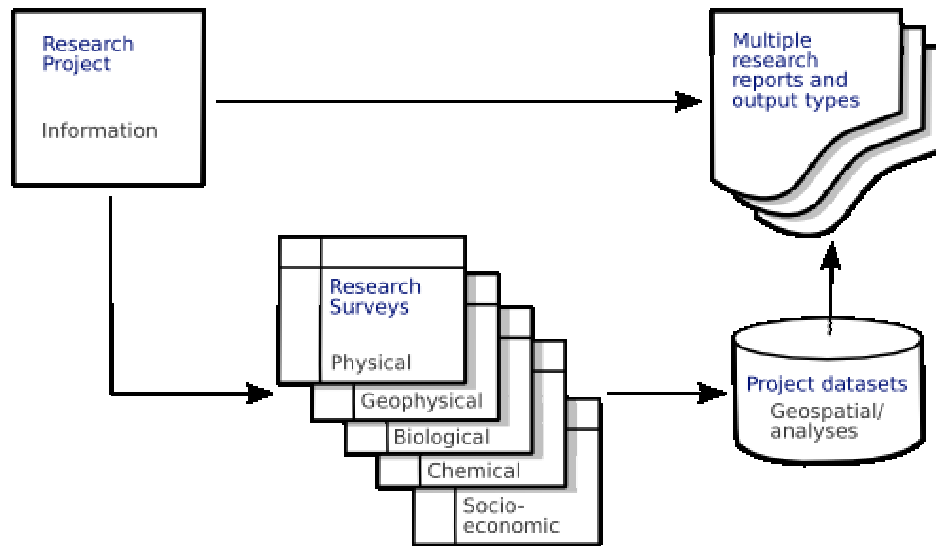 Research
Project
Information
Multiple
research
reports and
output types
Research
Surveys
Physical
Geophysical
Biological
Chemical
Socio-
economic
Project datasets
Geospatial/
analyses